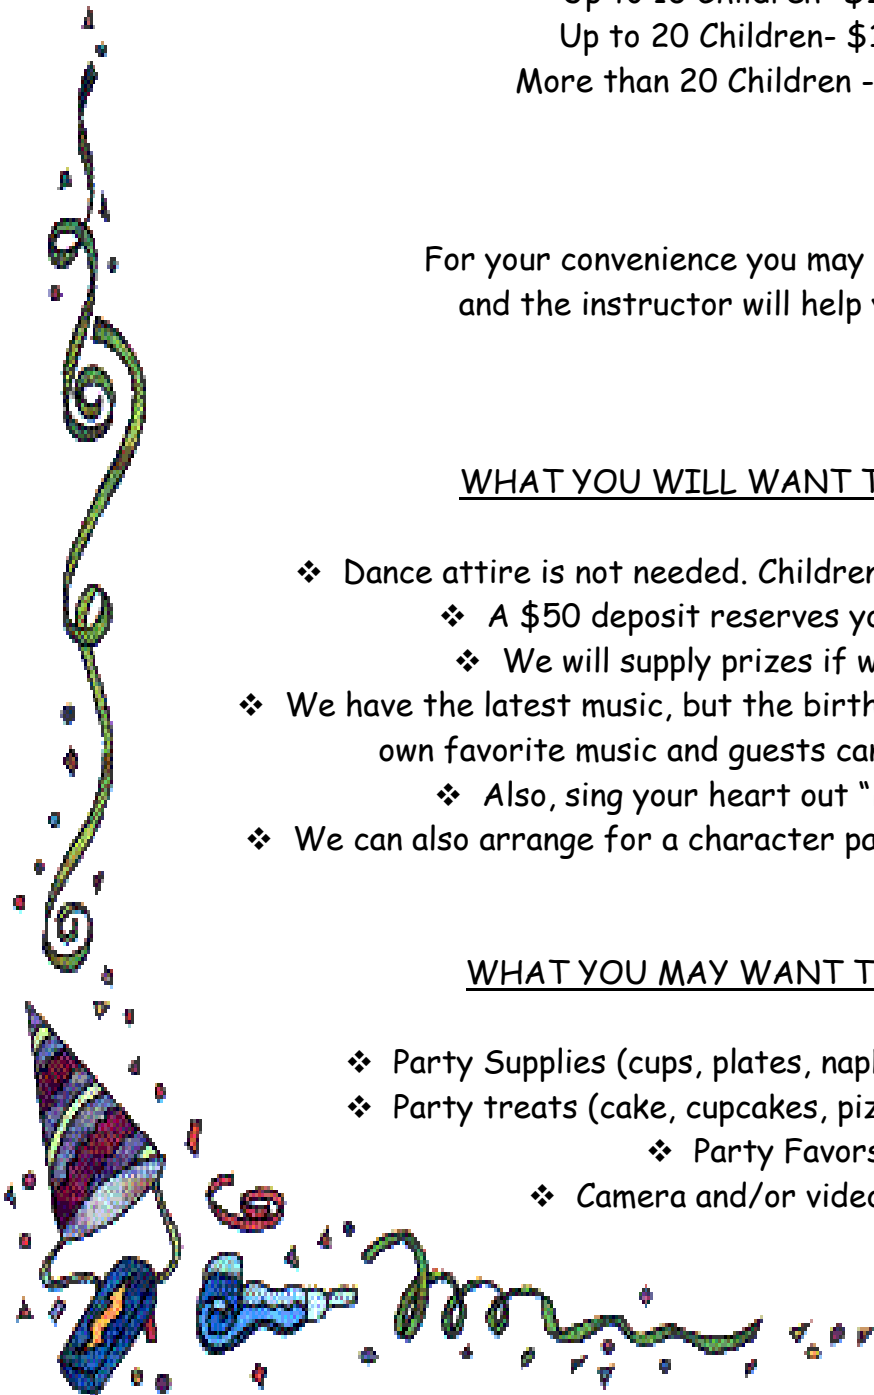 Up to 20 Children- $1
More than 20 Children -
For your convenience you may
and the instructor will help
WHAT YOU WILL WANT T
❖ Dance attire is not needed. Children
❖ A $50 deposit reserves yo
❖ We will supply prizes if w
❖ We have the latest music, but the birth
own favorite music and guests can
❖ Also, sing your heart out “
❖ We can also arrange for a character pa
WHAT YOU MAY WANT T
❖ Party Supplies (cups, plates, nap
❖ Party treats (cake, cupcakes, piz
❖ Party Favors
❖ Camera and/or video